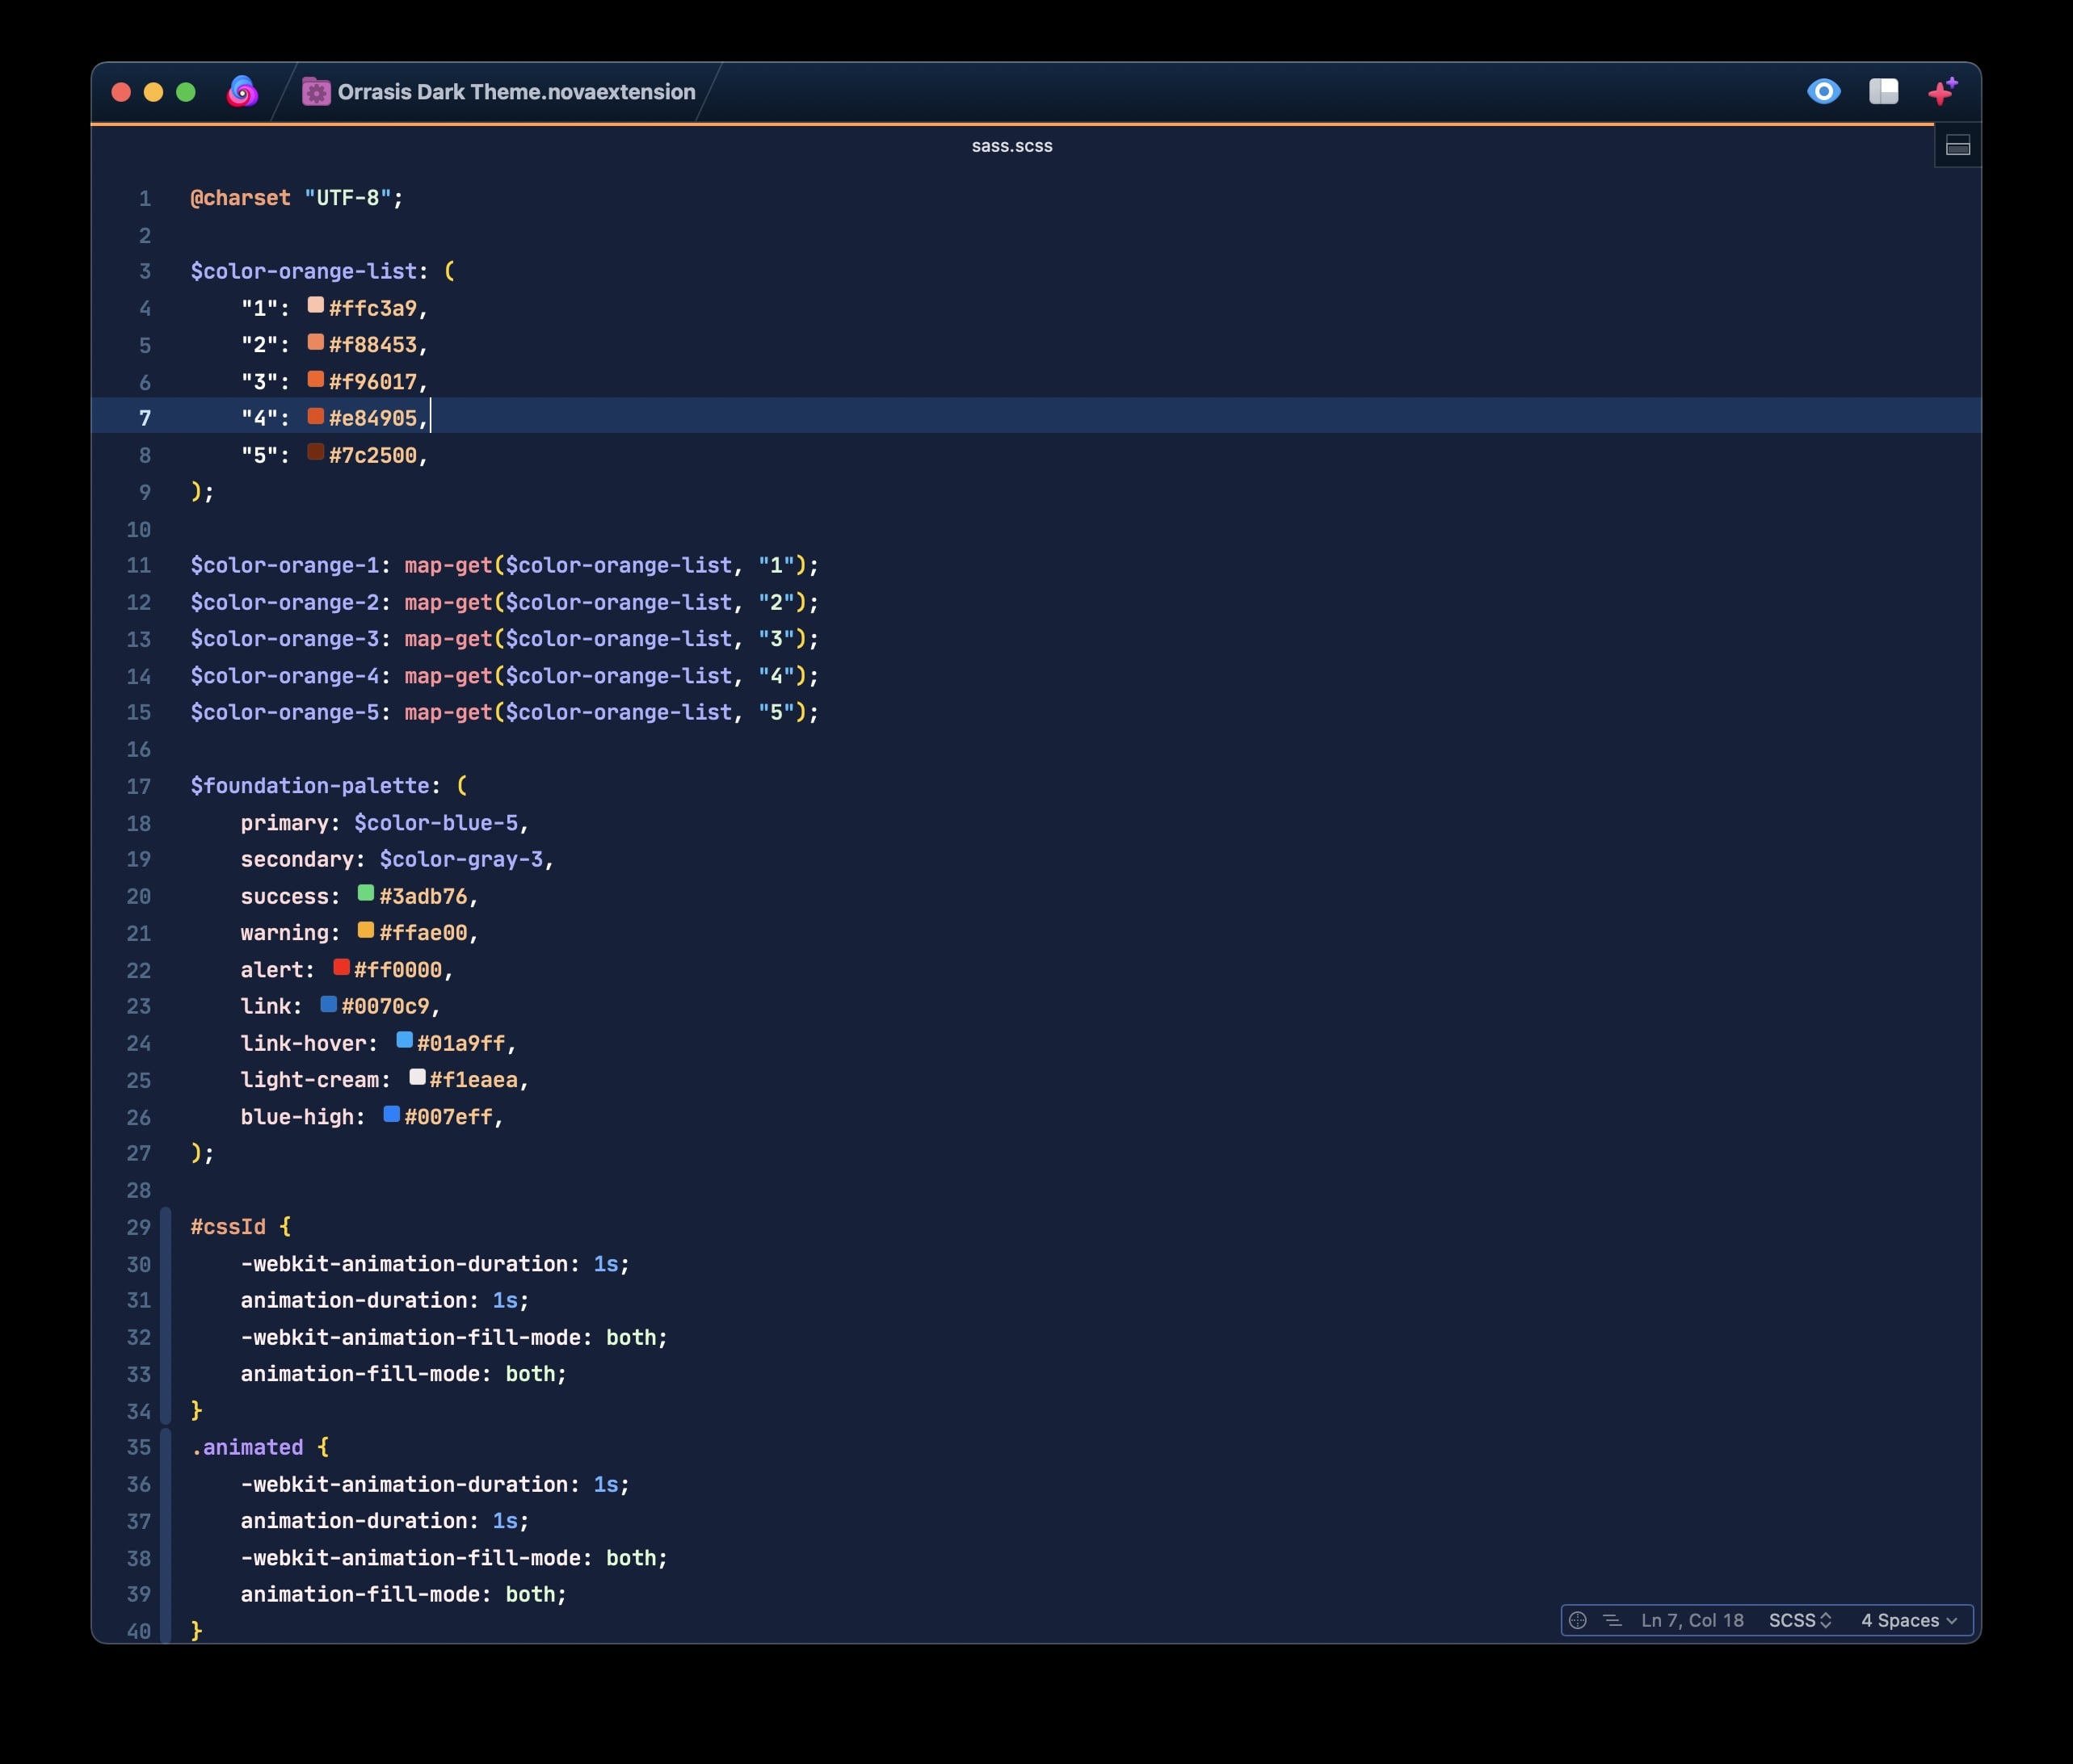 Orrasis Dark Theme.novaextension
sass.scss
1 @charset "UTF-8";
2
3 $color-orange-list: (
4     "1": #ffc3a9,
5     "2": #f88453,
6     "3": #f96017,
7     "4": #e84905,
8     "5": #7c2500,
9 );
10
11 $color-orange-1: map-get($color-orange-list, "1");
12 $color-orange-2: map-get($color-orange-list, "2");
13 $color-orange-3: map-get($color-orange-list, "3");
14 $color-orange-4: map-get($color-orange-list, "4");
15 $color-orange-5: map-get($color-orange-list, "5");
16
17 $foundation-palette: (
18     primary: $color-blue-5,
19     secondary: $color-gray-3,
20     success: #3adb76,
21     warning: #ffae00,
22     alert: #ff0000,
23     link: #0070c9,
24     link-hover: #01a9ff,
25     light-cream: #f1eaea,
26     blue-high: #007eff,
27 );
28
29 #cssId {
30     -webkit-animation-duration: 1s;
31     animation-duration: 1s;
32     -webkit-animation-fill-mode: both;
33     animation-fill-mode: both;
34 }
35 .animated {
36     -webkit-animation-duration: 1s;
37     animation-duration: 1s;
38     -webkit-animation-fill-mode: both;
39     animation-fill-mode: both;
40 }
Ln 7, Col 18 SCSS 4 Spaces